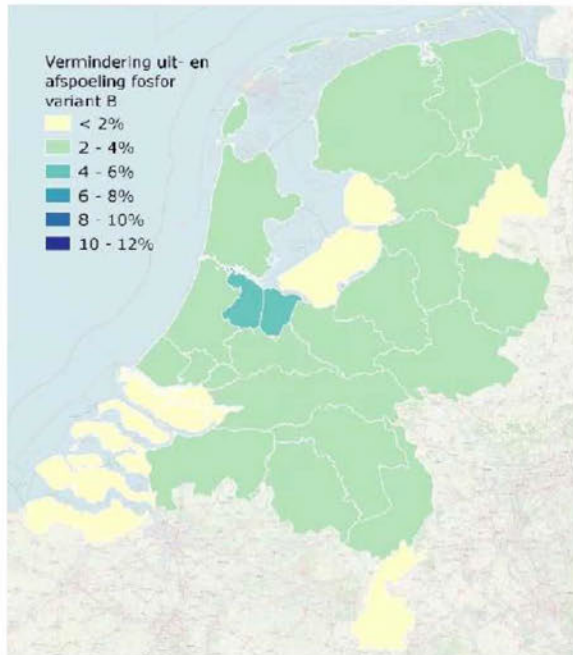 Vermindering uit- en
afspoeling fosfor
variant B
< 2%
2 - 4%
4 - 6%
6 - 8%
8 - 10%
10 - 12%